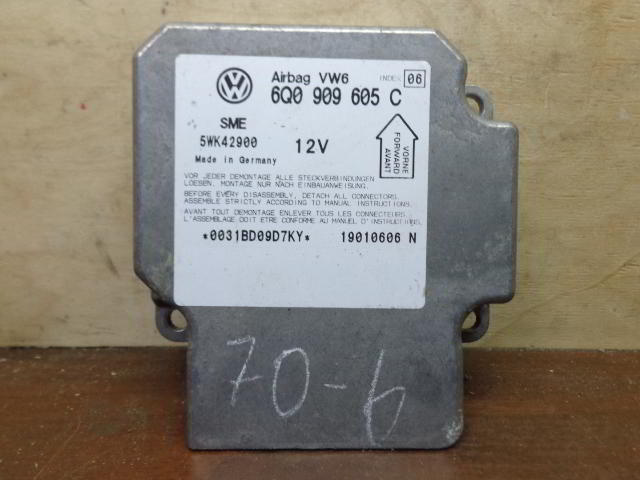 Airbag VW6 INDEX 06
6Q0 909 605 C
SME
5WK42900 12V
Made in Germany
VORNE
FORWARD
AVANT
VOR JEDER DEMONTAGE ALLE STECKVERBINDUNGEN
LOESEN, MONTAGE NUR NACH EINBAUANWEISUNG.
BEFORE EVERY DISASSEMBLY, DETACH ALL CONNECTORS.
ASSEMBLE STRICTLY ACCORDING TO MANUAL INSTRUCTIONS.
AVANT TOUT DEMONTAGE ENLEVER TOUS LES CONNECTEURS.
L'ASSEMBLAGE DOIT ETRE CONFORME AU MANUEL D'INSTRUCTIONS.
*0031BD09D7KY* 19010606 N
70-6